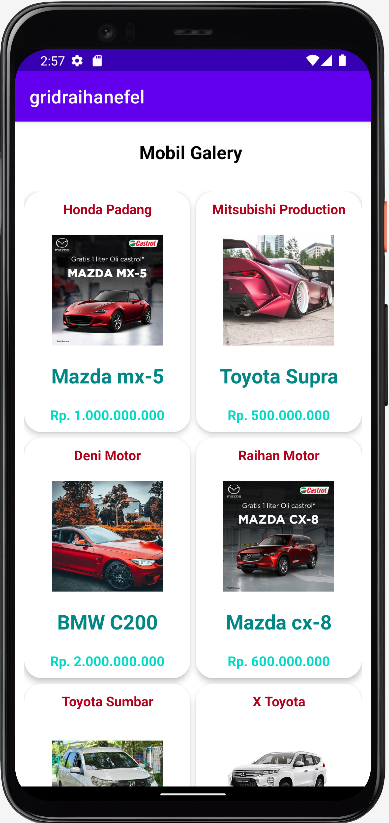 2:57
gridraihanefel
Mobil Galery
Honda Padang
Mitsubishi Production
mazda
Castrol
Gratis 1 liter Oli castrol*
MAZDA MX-5
Mazda mx-5
Toyota Supra
Rp. 1.000.000.000
Rp. 500.000.000
Deni Motor
Raihan Motor
mazda
Castrol
Gratis 1 liter Oli castrol*
MAZDA CX-8
BMW C200
Mazda cx-8
Rp. 2.000.000.000
Rp. 600.000.000
Toyota Sumbar
X Toyota